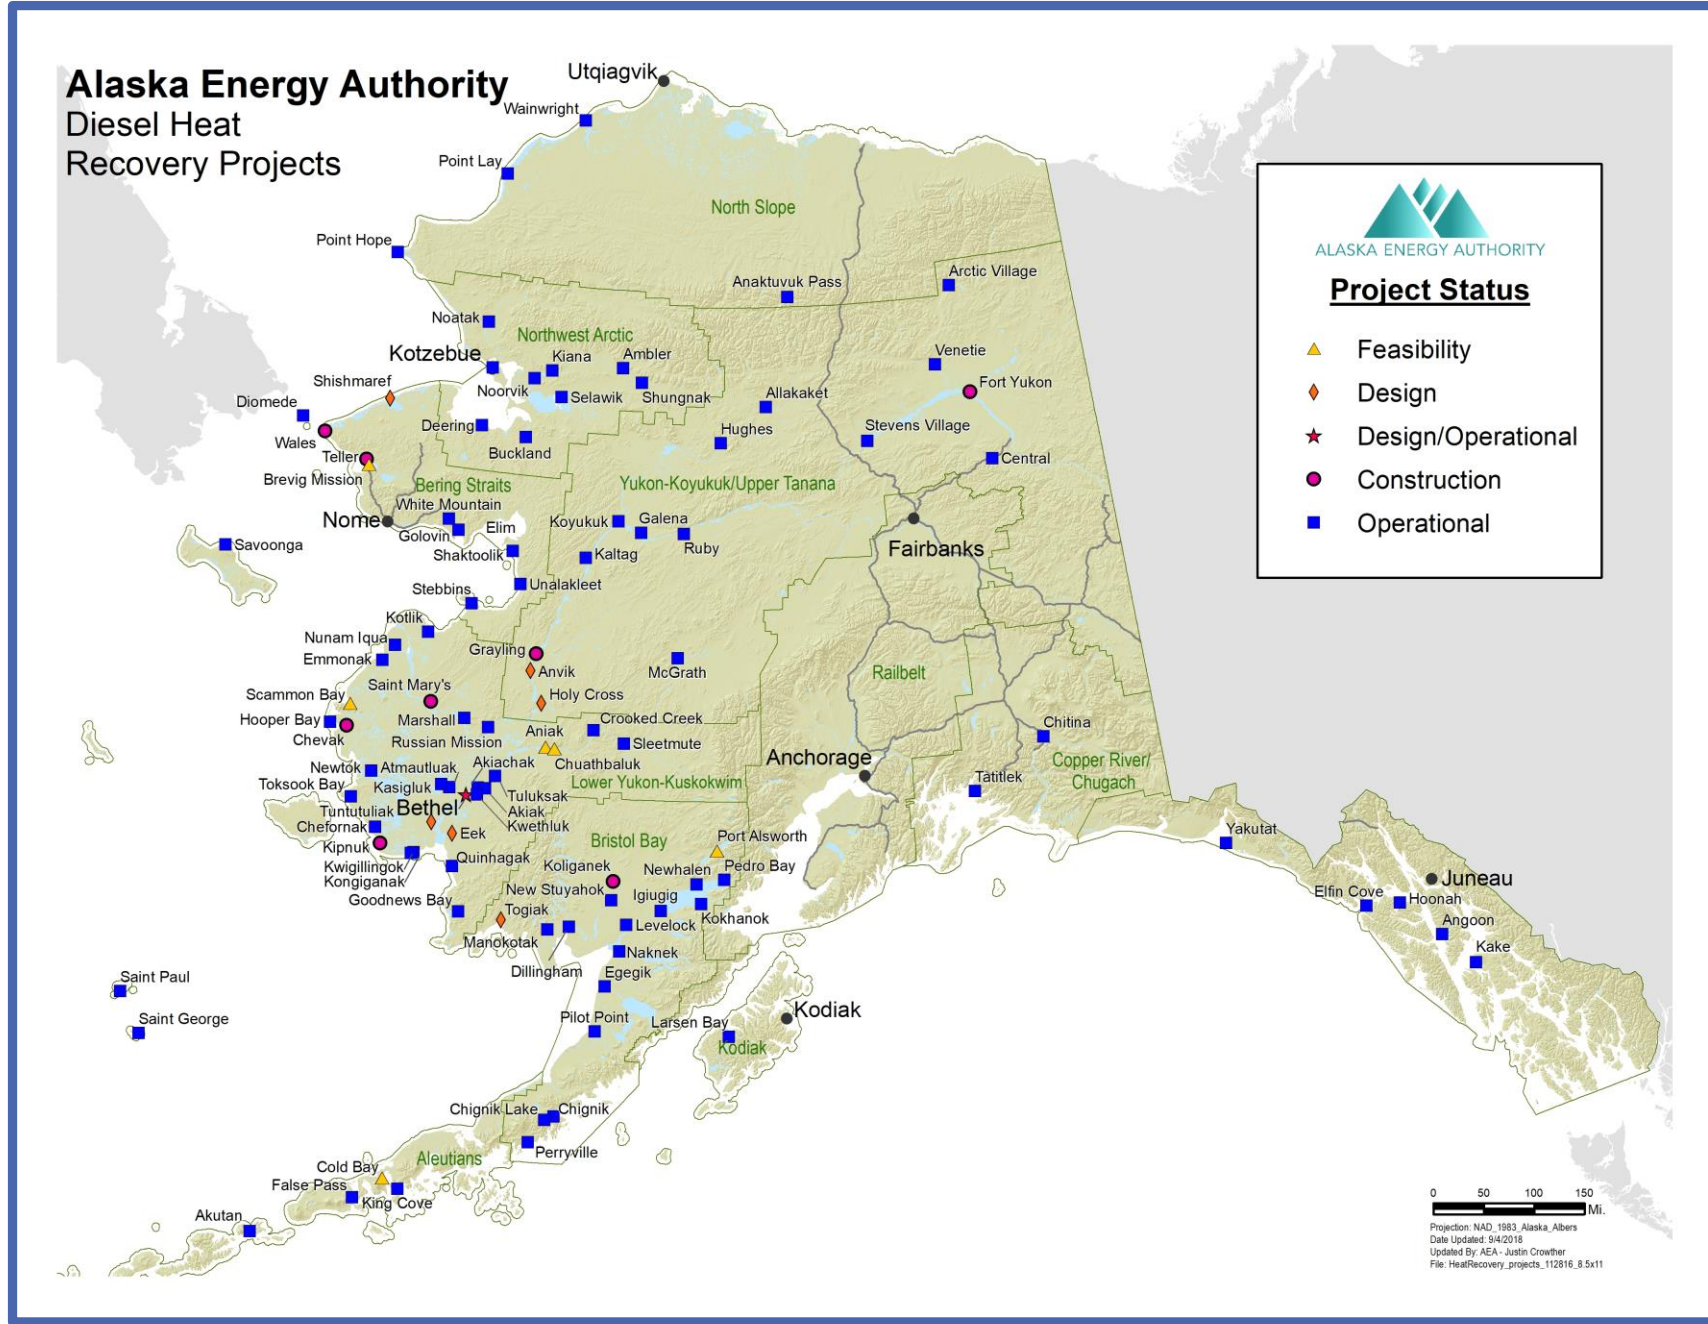 Alaska Energy Authority
Diesel Heat
Recovery Projects
Utqiagvik
Wainwright
Point Lay
North Slope
Point Hope
Anaktuvuk Pass
Arctic Village
Noatak
Northwest Arctic
Kotzebue
Kiana
Ambler
Venetie
Shishmaref
Noorvik
Selawik
Shungnak
Allakaket
Fort Yukon
Diomede
Deering
Hughes
Stevens Village
Wales
Buckland
Teller
Central
Brevig Mission
Bering Straits
Yukon-Koyukuk/Upper Tanana
White Mountain
Nome
Golovin
Elim
Koyukuk
Galena
Ruby
Savoonga
Shaktoolik
Kaltag
Fairbanks
Stebbins
Unalakleet
Kotlik
Nunam Iqua
Emmonak
Grayling
Anvik
McGrath
Railbelt
Saint Mary's
Scammon Bay
Holy Cross
Hooper Bay
Marshall
Crooked Creek
Chitina
Chevak
Russian Mission
Aniak
Sleetmute
Newtok
Atmautluak
Akiachak
Chuathbaluk
Anchorage
Copper River/
Chugach
Toksook Bay
Kasigluk
Tuluksak
Lower Yukon-Kuskokwim
Tatitlek
Tuntutuliak
Bethel
Akiak
Chefornak
Kwethluk
Eek
Bristol Bay
Port Alsworth
Yakutat
Kipnuk
Kwigillingok
Kongiganak
Quinhagak
Koliganek
Newhalen
Pedro Bay
Juneau
Goodnews Bay
New Stuyahok
Igiugig
Elfin Cove
Hoonah
Togiak
Kokhanok
Angoon
Manokotak
Levelock
Kake
Dillingham
Naknek
Egegik
Saint Paul
Saint George
Pilot Point
Larsen Bay
Kodiak
Kodiak
Chignik Lake
Chignik
Perryville
Cold Bay
Aleutians
False Pass
King Cove
Akutan
ALASKA ENERGY AUTHORITY
Project Status
Feasibility
Design
Design/Operational
Construction
Operational
0 50 100 150
Mi.
Projection: NAD_1983_Alaska_Albers
Date Updated: 9/4/2018
Updated By: AEA - Justin Crowther
File: HeatRecovery_projects_112816_8.5x11